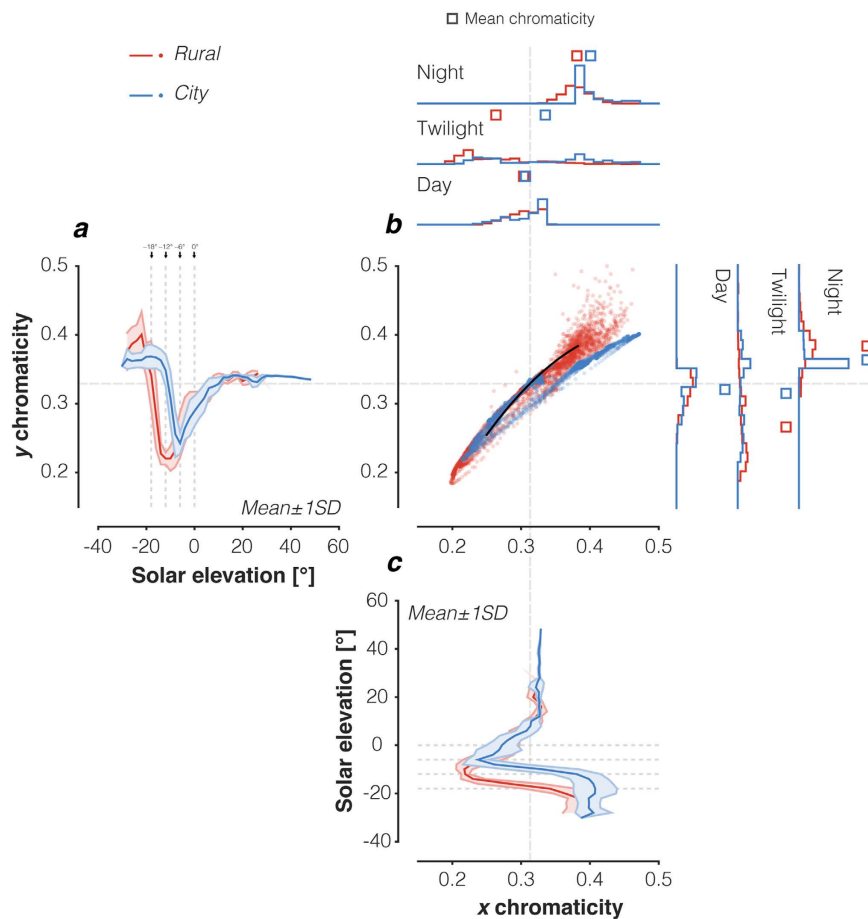 Mean chromaticity
Rural
City
Night
Twilight
Day
a
−18° −12° −6° 0°
0.5
0.4
0.3
0.2
y chromaticity
Mean±1SD
-40 -20 0 20 40 60
Solar elevation [°]
b
0.5
0.4
0.3
0.2
0.2 0.3 0.4 0.5
Day
Twilight
Night
c
Mean±1SD
60
40
20
0
-20
-40
Solar elevation [°]
0.2 0.3 0.4 0.5
x chromaticity